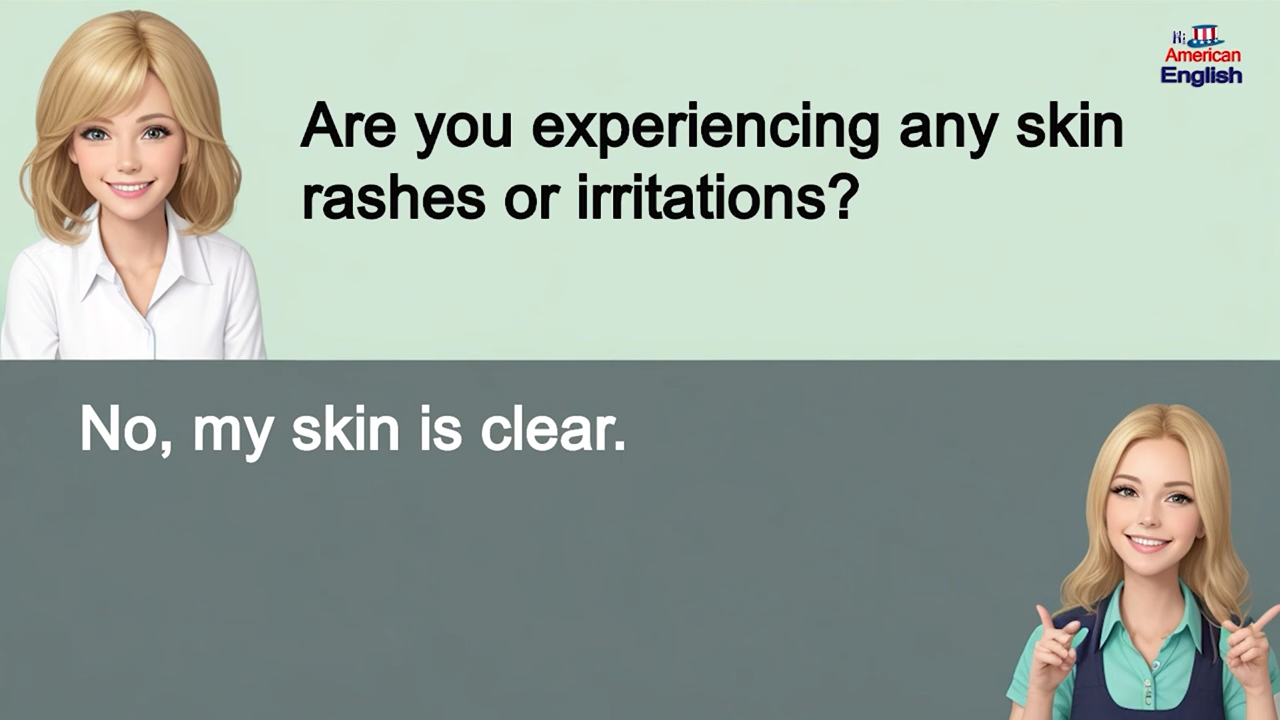 Hi
American
English
Are you experiencing any skin
rashes or irritations?
No, my skin is clear.